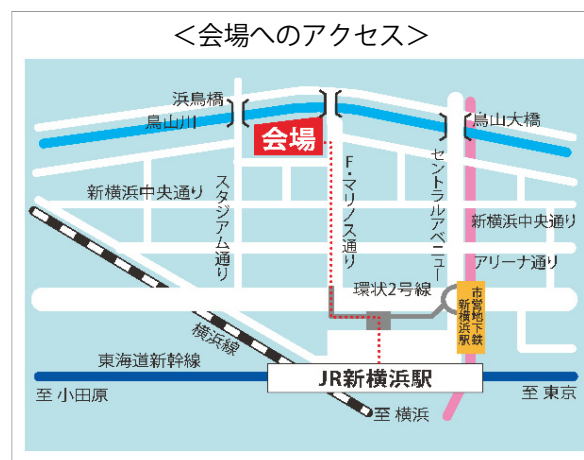 ＜会場へのアクセス＞
浜鳥橋
鳥山川
鳥山大橋
会場
新横浜中央通り
スタジアム通り
F・マリノス通り
セントラルアベニュー
新横浜中央通り
アリーナ通り
環状2号線
市営地下鉄
新横浜駅
横浜線
東海道新幹線
JR新横浜駅
至 小田原
至 横浜
至 東京